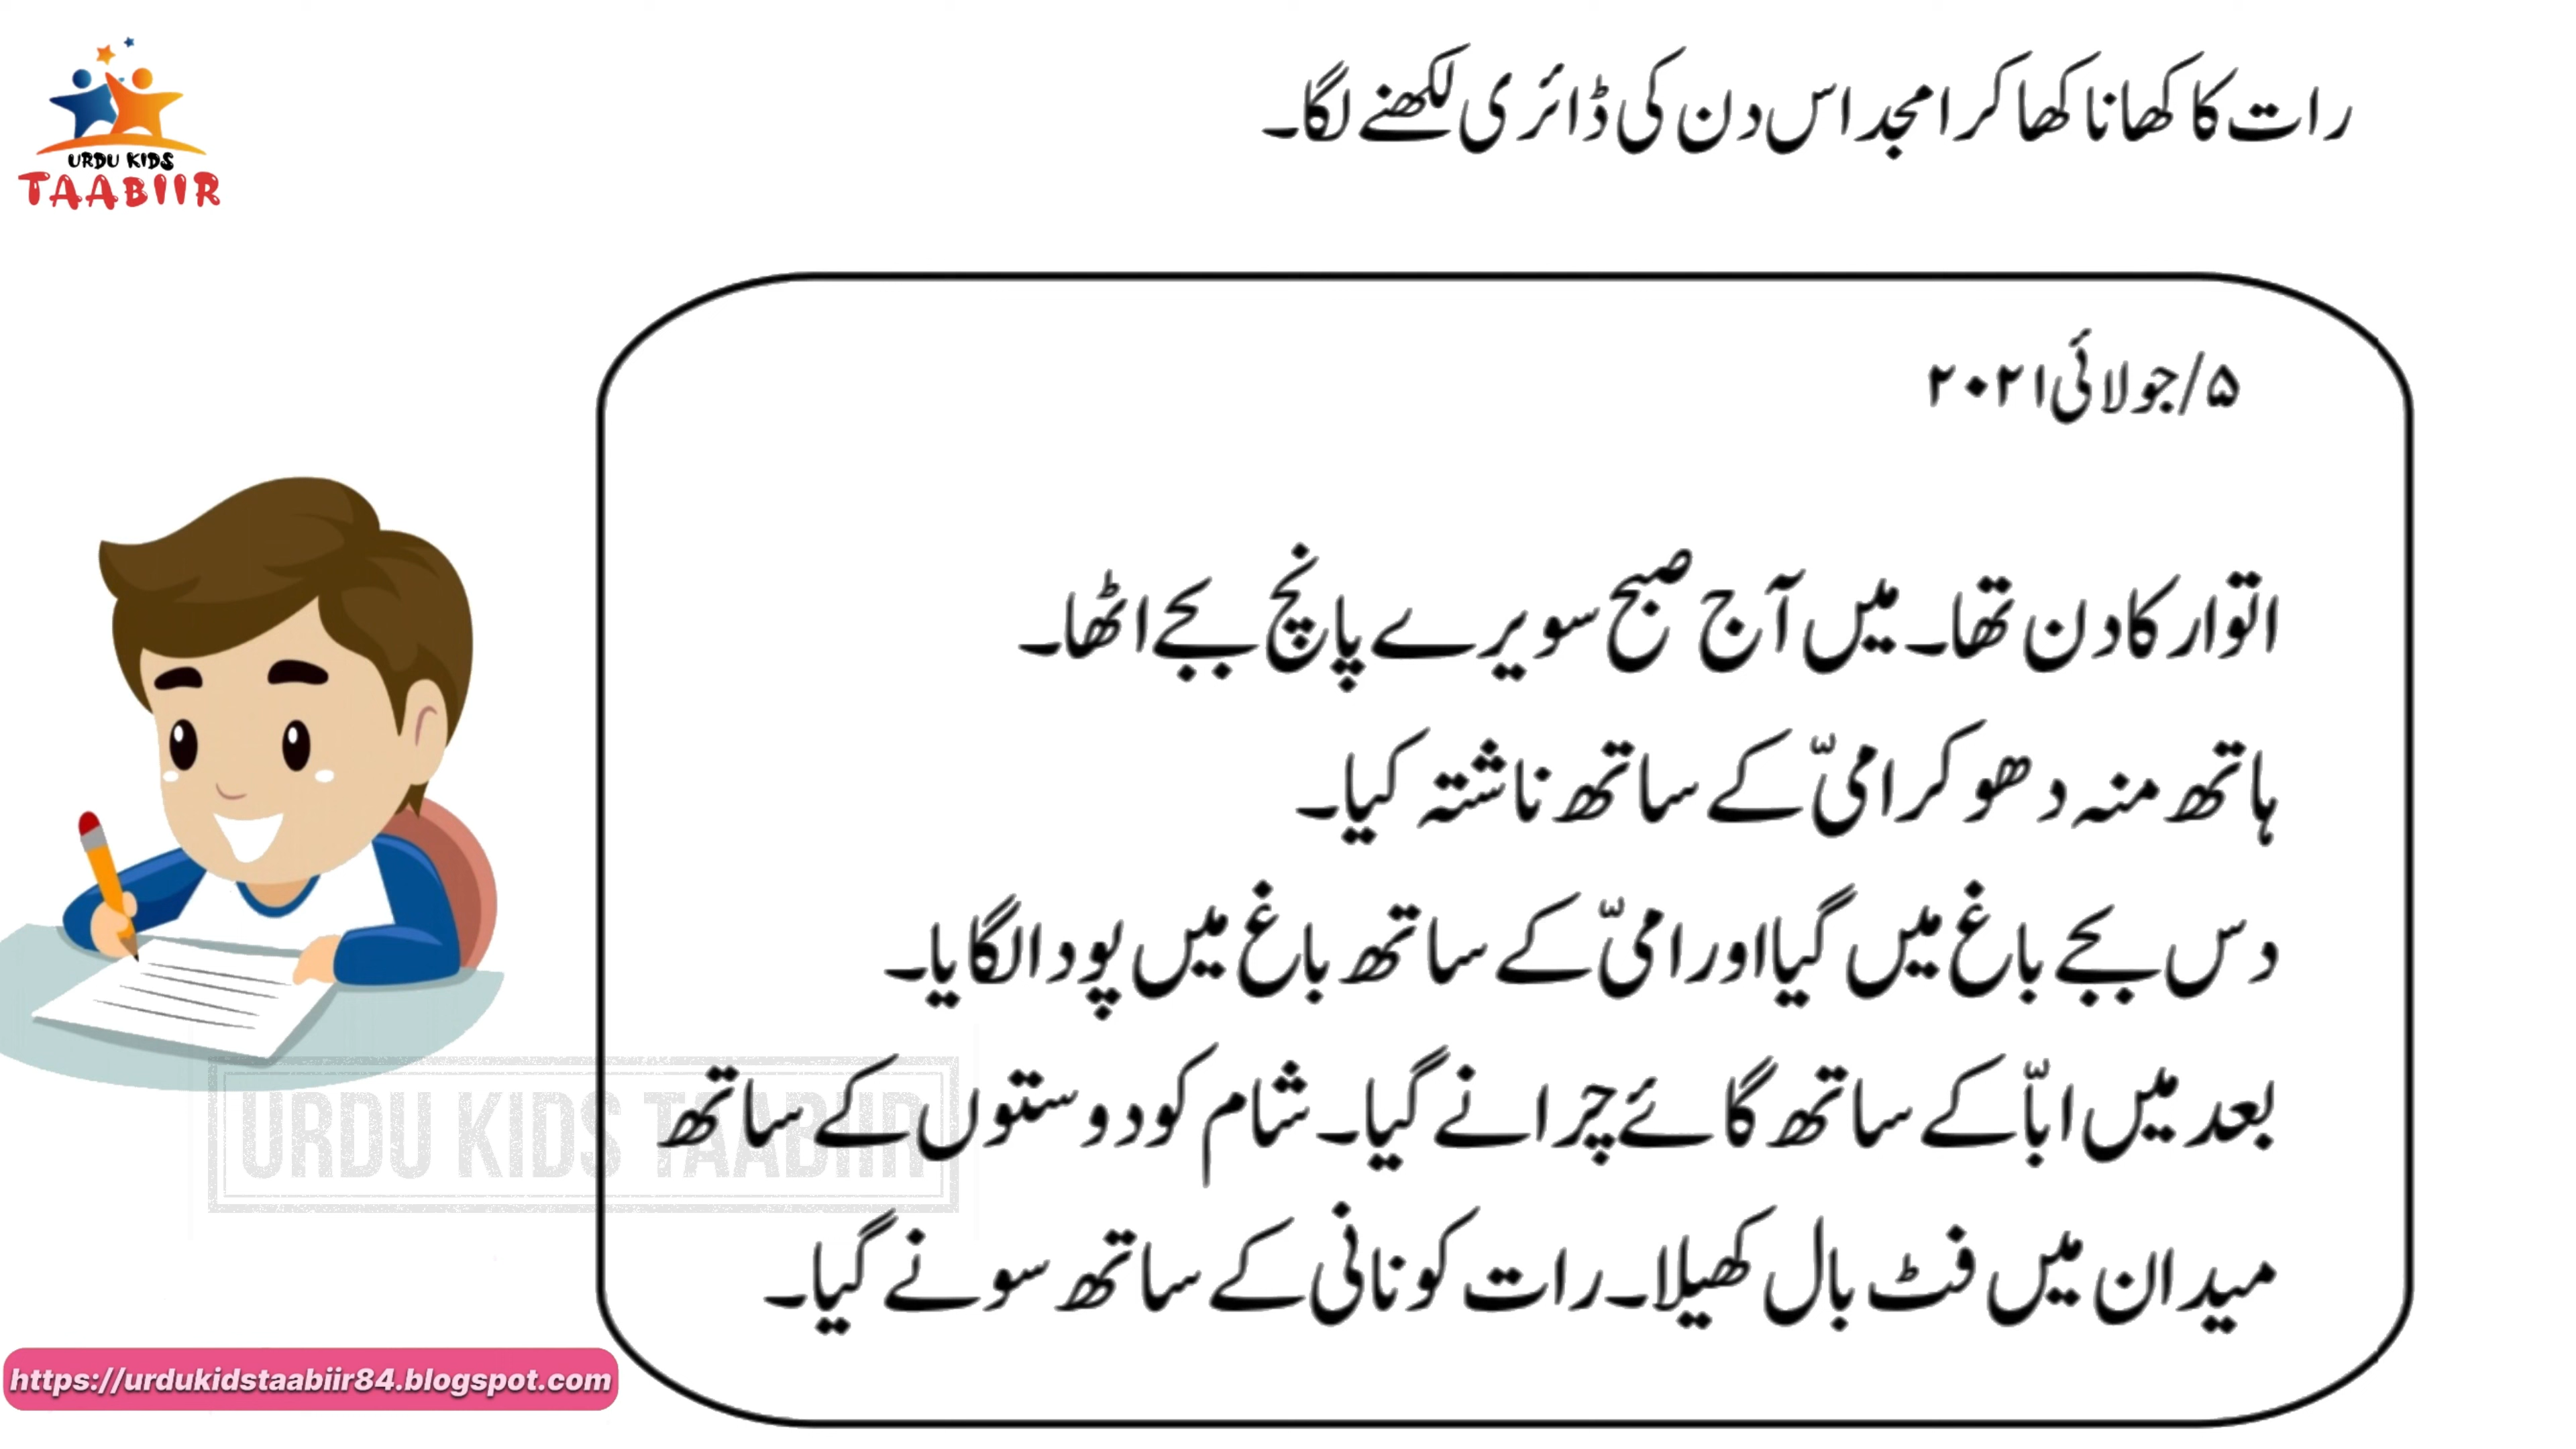 URDU KIDS
TAABIIR
رات کا کھانا کھا کر امجد اس دن کی ڈائری لکھنے لگا۔
۵/جولائی ۲۰۲۱
اتوار کا دن تھا۔ میں آج صبح سویرے پانچ بجے اٹھا۔
ہاتھ منہ دھو کر امیّ کے ساتھ ناشتہ کیا۔
دس بجے باغ میں گیا اور امیّ کے ساتھ باغ میں پودا لگایا۔
بعد میں ابّا کے ساتھ گائے چرانے گیا۔ شام کو دوستوں کے ساتھ
میدان میں فٹ بال کھیلا۔ رات کو نانی کے ساتھ سونے گیا۔
URDU KIDS TAABIIR
https://urdukidstaabiir84.blogspot.com